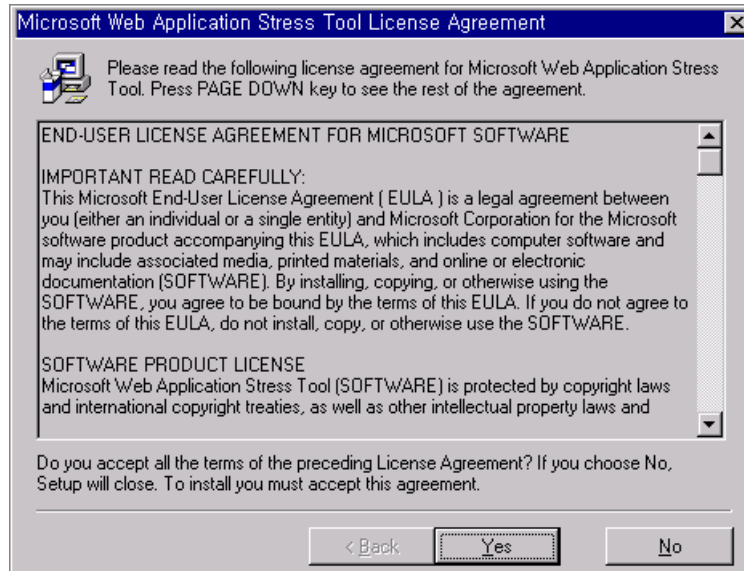 Microsoft Web Application Stress Tool License Agreement
Please read the following license agreement for Microsoft Web Application Stress
Tool. Press PAGE DOWN key to see the rest of the agreement.
END-USER LICENSE AGREEMENT FOR MICROSOFT SOFTWARE
IMPORTANT READ CAREFULLY:
This Microsoft End-User License Agreement ( EULA ) is a legal agreement between
you (either an individual or a single entity) and Microsoft Corporation for the Microsoft
software product accompanying this EULA, which includes computer software and
may include associated media, printed materials, and online or electronic
documentation (SOFTWARE). By installing, copying, or otherwise using the
SOFTWARE, you agree to be bound by the terms of this EULA. If you do not agree to
the terms of this EULA, do not install, copy, or otherwise use the SOFTWARE.
SOFTWARE PRODUCT LICENSE
Microsoft Web Application Stress Tool (SOFTWARE) is protected by copyright laws
and international copyright treaties, as well as other intellectual property laws and
Do you accept all the terms of the preceding License Agreement? If you choose No,
Setup will close. To install you must accept this agreement.
< Back Yes No